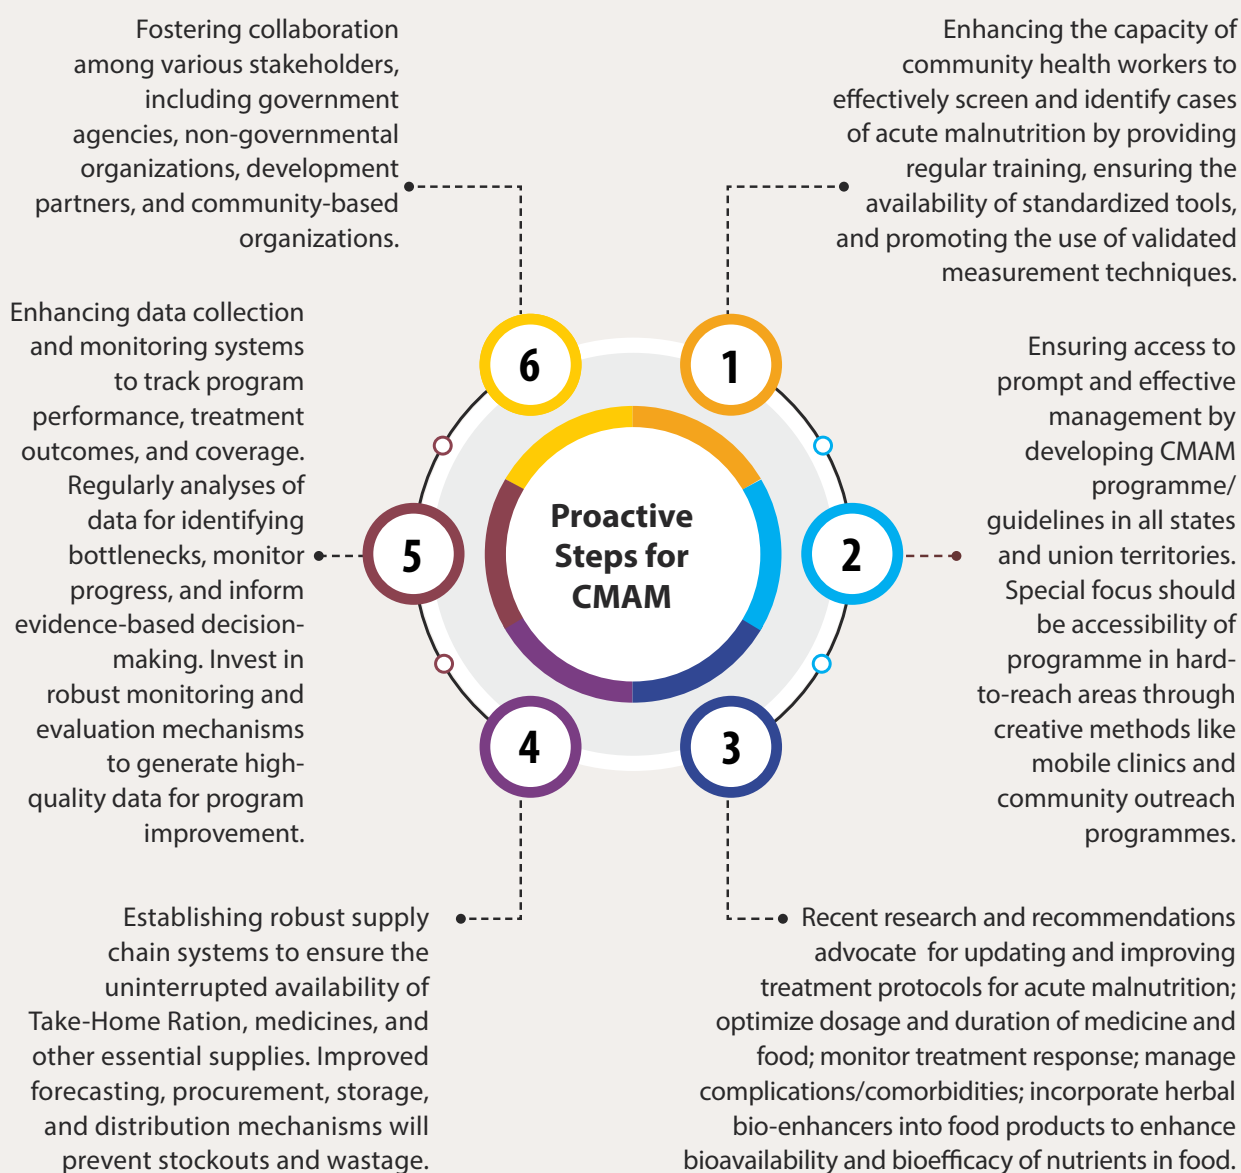 Proactive
Steps for
CMAM
1
Enhancing the capacity of
community health workers to
effectively screen and identify cases
of acute malnutrition by providing
regular training, ensuring the
availability of standardized tools,
and promoting the use of validated
measurement techniques.
2
Ensuring access to
prompt and effective
management by
developing CMAM
programme/
guidelines in all states
and union territories.
Special focus should
be accessibility of
programme in hard-
to-reach areas through
creative methods like
mobile clinics and
community outreach
programmes.
3
Recent research and recommendations
advocate for updating and improving
treatment protocols for acute malnutrition;
optimize dosage and duration of medicine and
food; monitor treatment response; manage
complications/comorbidities; incorporate herbal
bio-enhancers into food products to enhance
bioavailability and bioefficacy of nutrients in food.
4
Establishing robust supply
chain systems to ensure the
uninterrupted availability of
Take-Home Ration, medicines, and
other essential supplies. Improved
forecasting, procurement, storage,
and distribution mechanisms will
prevent stockouts and wastage.
5
Enhancing data collection
and monitoring systems
to track program
performance, treatment
outcomes, and coverage.
Regularly analyses of
data for identifying
bottlenecks, monitor
progress, and inform
evidence-based decision-
making. Invest in
robust monitoring and
evaluation mechanisms
to generate high-
quality data for program
improvement.
6
Fostering collaboration
among various stakeholders,
including government
agencies, non-governmental
organizations, development
partners, and community-based
organizations.